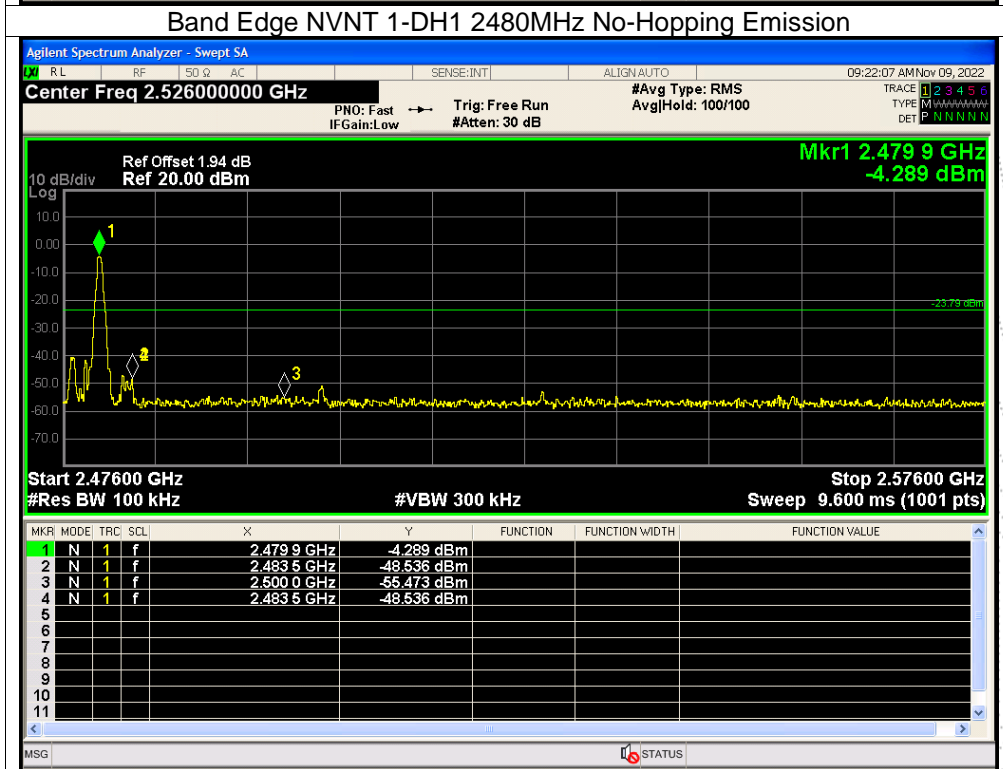 Band Edge NVNT 1-DH1 2480MHz No-Hopping Emission
Agilent Spectrum Analyzer - Swept SA
LXI RL RF 50 Ω AC SENSE:INT ALIGN AUTO 09:22:07 AM Nov 09, 2022
Center Freq 2.526000000 GHz #Avg Type: RMS TRACE 1 2 3 4 5 6
PNO: Fast Trig: Free Run Avg|Hold: 100/100 TYPE M
IFGain:Low #Atten: 30 dB DET P N N N N N
Ref Offset 1.94 dB Mkr1 2.479 9 GHz
10 dB/div Ref 20.00 dBm -4.289 dBm
Log
10.0
1
0.00
-10.0
-20.0
-23.79 dBm
-30.0
-40.0
2
3
-50.0
-60.0
-70.0
Start 2.47600 GHz Stop 2.57600 GHz
#Res BW 100 kHz #VBW 300 kHz Sweep 9.600 ms (1001 pts)
MKR MODE TRC SCL X Y FUNCTION FUNCTION WIDTH FUNCTION VALUE
1 N 1 f 2.479 9 GHz -4.289 dBm
2 N 1 f 2.483 5 GHz -48.536 dBm
3 N 1 f 2.500 0 GHz -55.473 dBm
4 N 1 f 2.483 5 GHz -48.536 dBm
5
6
7
8
9
10
11
MSG STATUS